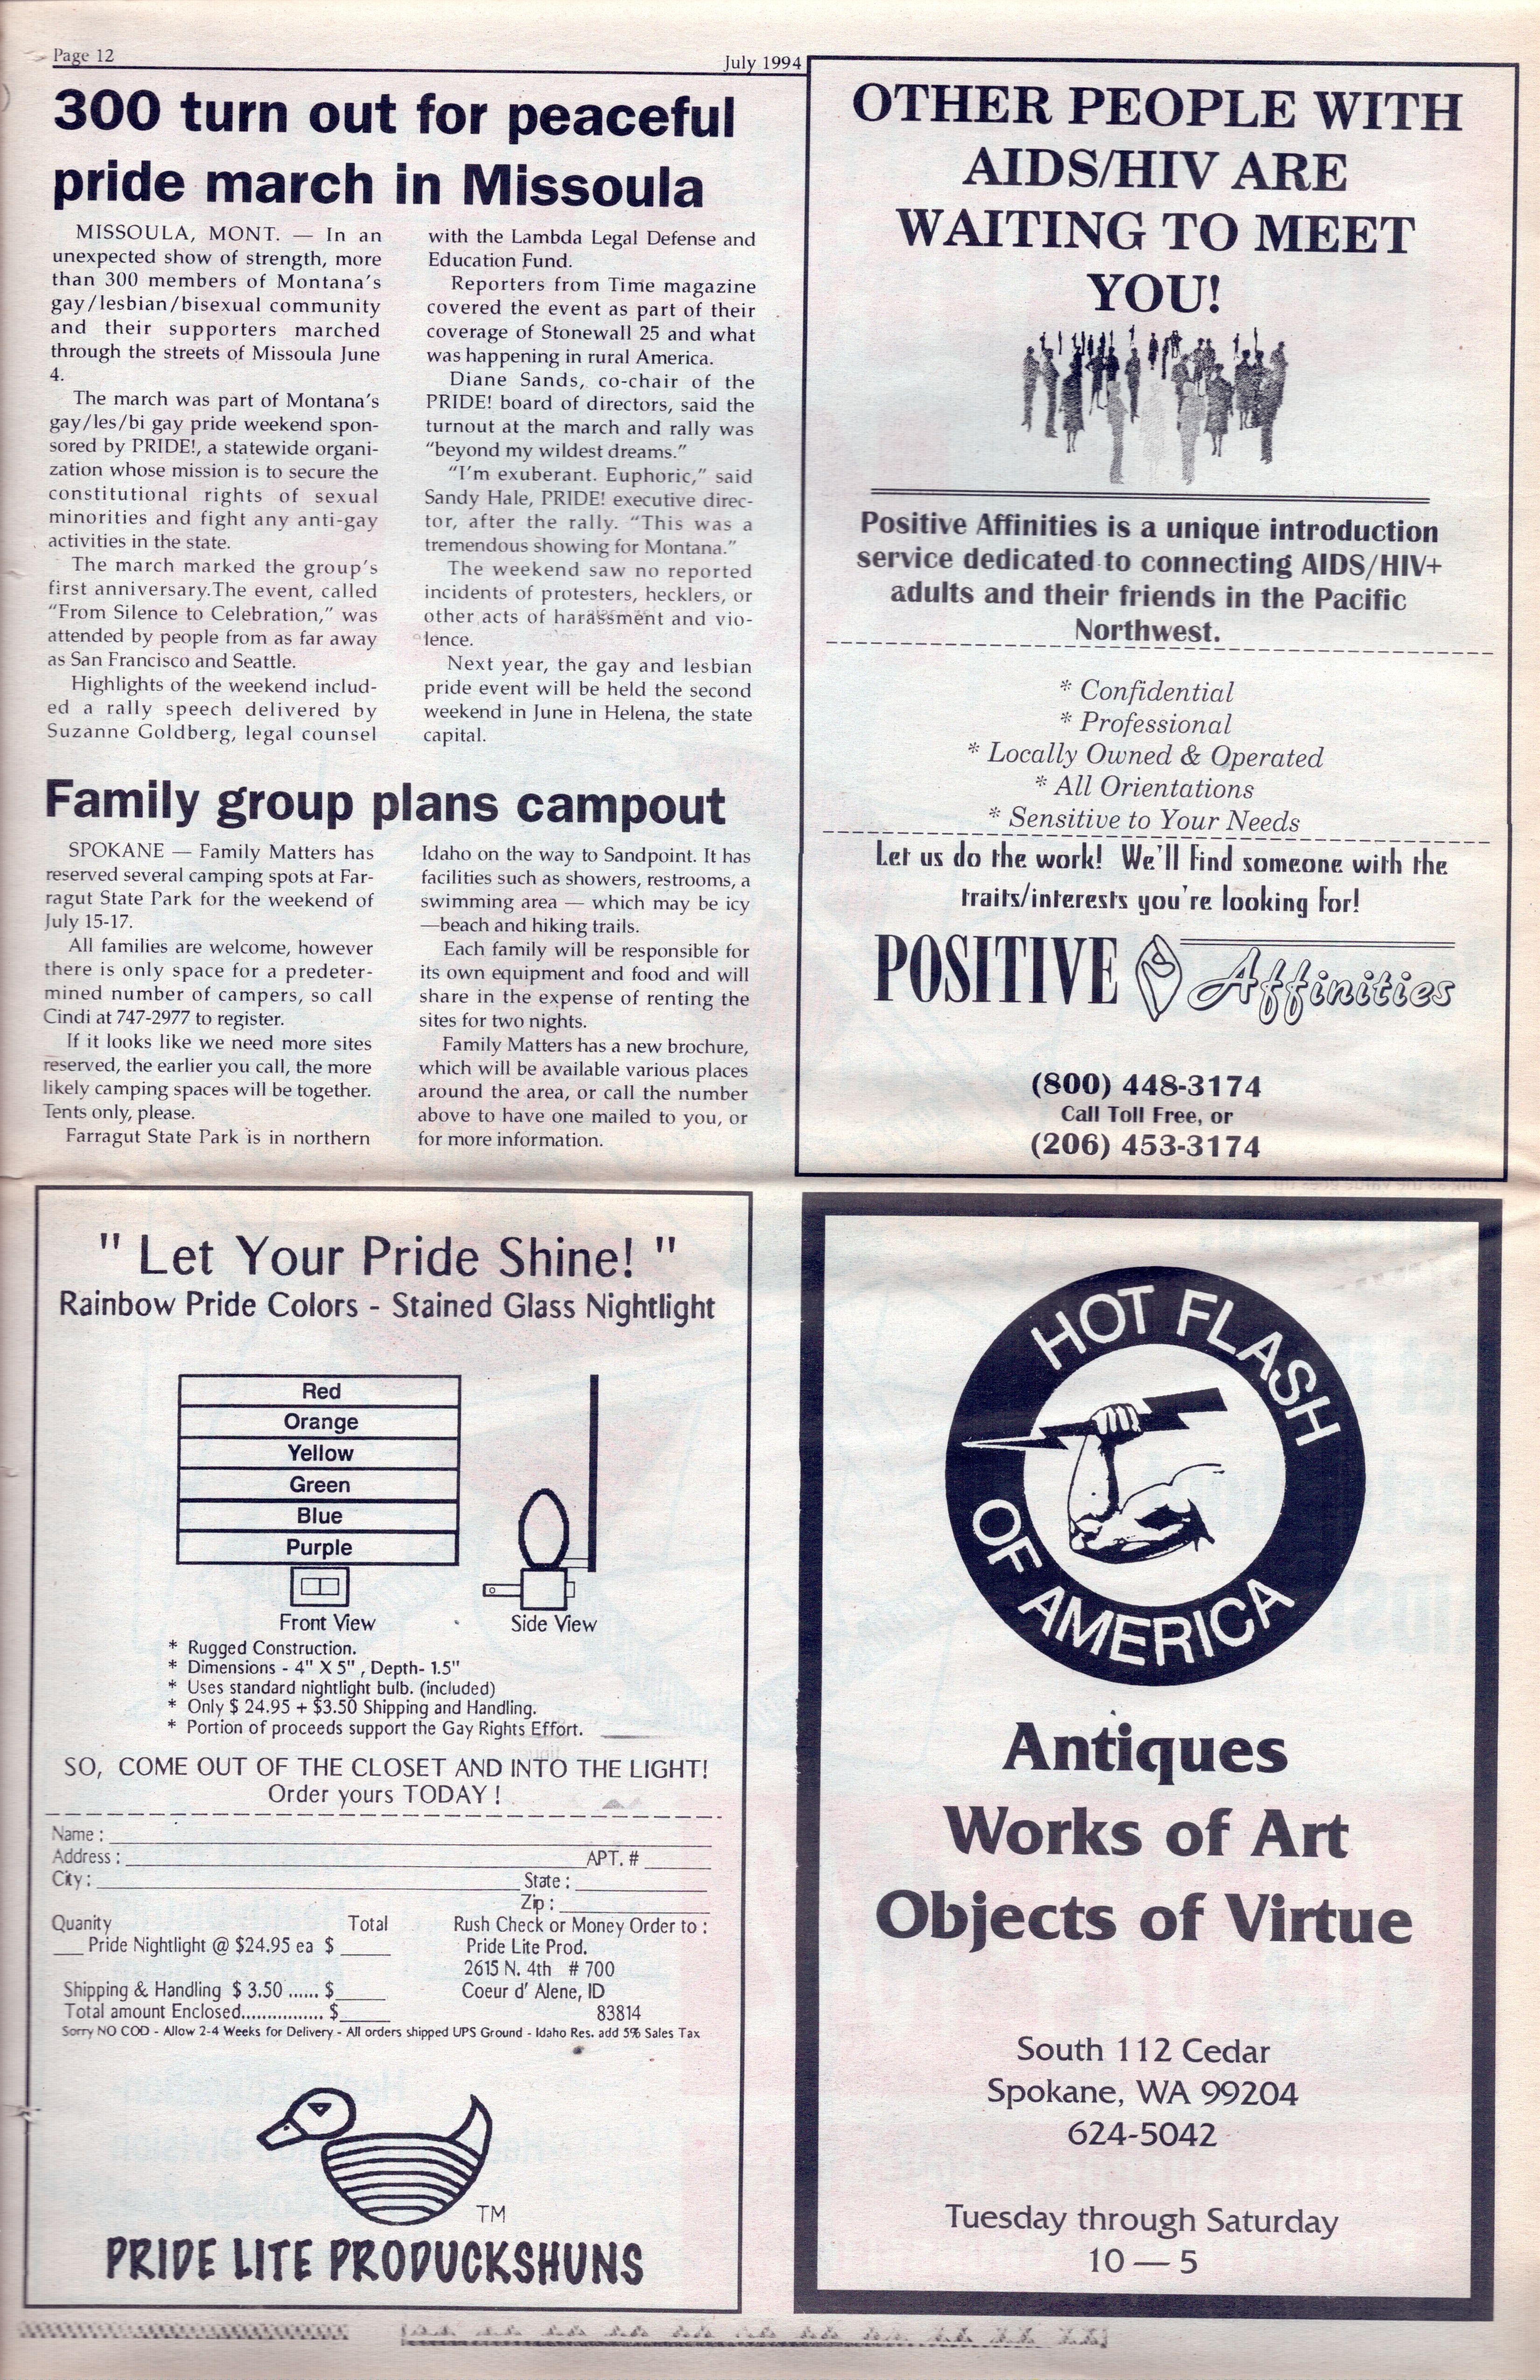 Page 12
July 1994
300 turn out for peaceful
pride march in Missoula
MISSOULA, MONT. — In an
unexpected show of strength, more
than 300 members of Montana's
gay/lesbian/bisexual community
and their supporters marched
through the streets of Missoula June
4.
The march was part of Montana's
gay/les/bi gay pride weekend spon-
sored by PRIDE!, a statewide organi-
zation whose mission is to secure the
constitutional rights of sexual
minorities and fight any anti-gay
activities in the state.
The march marked the group's
first anniversary.The event, called
"From Silence to Celebration," was
attended by people from as far away
as San Francisco and Seattle.
Highlights of the weekend includ-
ed a rally speech delivered by
Suzanne Goldberg, legal counsel
with the Lambda Legal Defense and
Education Fund.
Reporters from Time magazine
covered the event as part of their
coverage of Stonewall 25 and what
was happening in rural America.
Diane Sands, co-chair of the
PRIDE! board of directors, said the
turnout at the march and rally was
"beyond my wildest dreams."
"I'm exuberant. Euphoric," said
Sandy Hale, PRIDE! executive direc-
tor, after the rally. "This was a
tremendous showing for Montana."
The weekend saw no reported
incidents of protesters, hecklers, or
other acts of harassment and vio-
lence.
Next year, the gay and lesbian
pride event will be held the second
weekend in June in Helena, the state
capital.
Family group plans campout
SPOKANE — Family Matters has
reserved several camping spots at Far-
ragut State Park for the weekend of
July 15-17.
All families are welcome, however
there is only space for a predeter-
mined number of campers, so call
Cindi at 747-2977 to register.
If it looks like we need more sites
reserved, the earlier you call, the more
likely camping spaces will be together.
Tents only, please.
Farragut State Park is in northern
Idaho on the way to Sandpoint. It has
facilities such as showers, restrooms, a
swimming area — which may be icy
—beach and hiking trails.
Each family will be responsible for
its own equipment and food and will
share in the expense of renting the
sites for two nights.
Family Matters has a new brochure,
which will be available various places
around the area, or call the number
above to have one mailed to you, or
for more information.
OTHER PEOPLE WITH
AIDS/HIV ARE
WAITING TO MEET
YOU!
Positive Affinities is a unique introduction
service dedicated to connecting AIDS/HIV+
adults and their friends in the Pacific
Northwest.
* Confidential
* Professional
* Locally Owned & Operated
* All Orientations
* Sensitive to Your Needs
Let us do the work! We'll find someone with the
traits/interests you're looking for!
POSITIVE Affinities
(800) 448-3174
Call Toll Free, or
(206) 453-3174
" Let Your Pride Shine! "
Rainbow Pride Colors - Stained Glass Nightlight
Red
Orange
Yellow
Green
Blue
Purple
Front View
Side View
* Rugged Construction.
* Dimensions - 4" X 5" , Depth- 1.5"
* Uses standard nightlight bulb. (included)
* Only $ 24.95 + $3.50 Shipping and Handling.
* Portion of proceeds support the Gay Rights Effort.
SO, COME OUT OF THE CLOSET AND INTO THE LIGHT!
Order yours TODAY !
Name :
Address : APT. #
City : State :
Zip :
Quanity Total
___ Pride Nightlight @ $24.95 ea $ _____
Shipping & Handling $ 3.50 ...... $_____
Total amount Enclosed................ $_____
Rush Check or Money Order to :
Pride Lite Prod.
2615 N. 4th # 700
Coeur d' Alene, ID
83814
Sorry NO COD - Allow 2-4 Weeks for Delivery - All orders shipped UPS Ground - Idaho Res. add 5% Sales Tax
TM
PRIDE LITE PRODUCKSHUNS
HOT FLASH
OF AMERICA
Antiques
Works of Art
Objects of Virtue
South 112 Cedar
Spokane, WA 99204
624-5042
Tuesday through Saturday
10 — 5